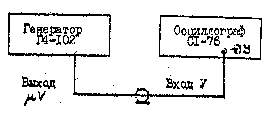 Генератор
Г4-102
Осциллограф
С1-76
Выход
μV
Вход У